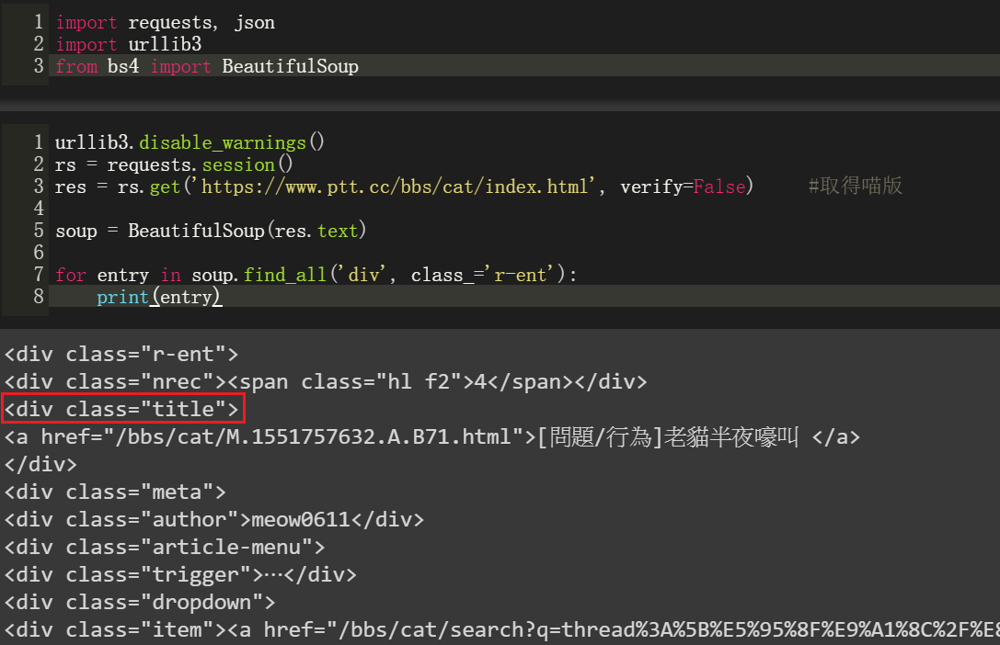 1 import requests, json
2 import urllib3
3 from bs4 import BeautifulSoup
1 urllib3.disable_warnings()
2 rs = requests.session()
3 res = rs.get('https://www.ptt.cc/bbs/cat/index.html', verify=False)     #取得喵版
4
5 soup = BeautifulSoup(res.text)
6
7 for entry in soup.find_all('div', class_='r-ent'):
8     print(entry)
<div class="r-ent">
<div class="nrec"><span class="hl f2">4</span></div>
<div class="title">
<a href="/bbs/cat/M.1551757632.A.B71.html">[問題/行為]老貓半夜嚎叫 </a>
</div>
<div class="meta">
<div class="author">meow0611</div>
<div class="article-menu">
<div class="trigger">⋯</div>
<div class="dropdown">
<div class="item"><a href="/bbs/cat/search?q=thread%3A%5B%E5%95%8F%E9%A1%8C%2F%E8